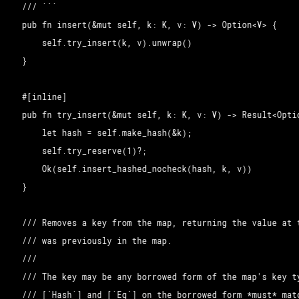 /// ```
pub fn insert(&mut self, k: K, v: V) -> Option<V> {
self.try_insert(k, v).unwrap()
}
#[inline]
pub fn try_insert(&mut self, k: K, v: V) -> Result<Optio
let hash = self.make_hash(&k);
self.try_reserve(1)?;
Ok(self.insert_hashed_nocheck(hash, k, v))
}
/// Removes a key from the map, returning the value at t
/// was previously in the map.
///
/// The key may be any borrowed form of the map's key ty
/// [`Hash`] and [`Eq`] on the borrowed form *must* matc